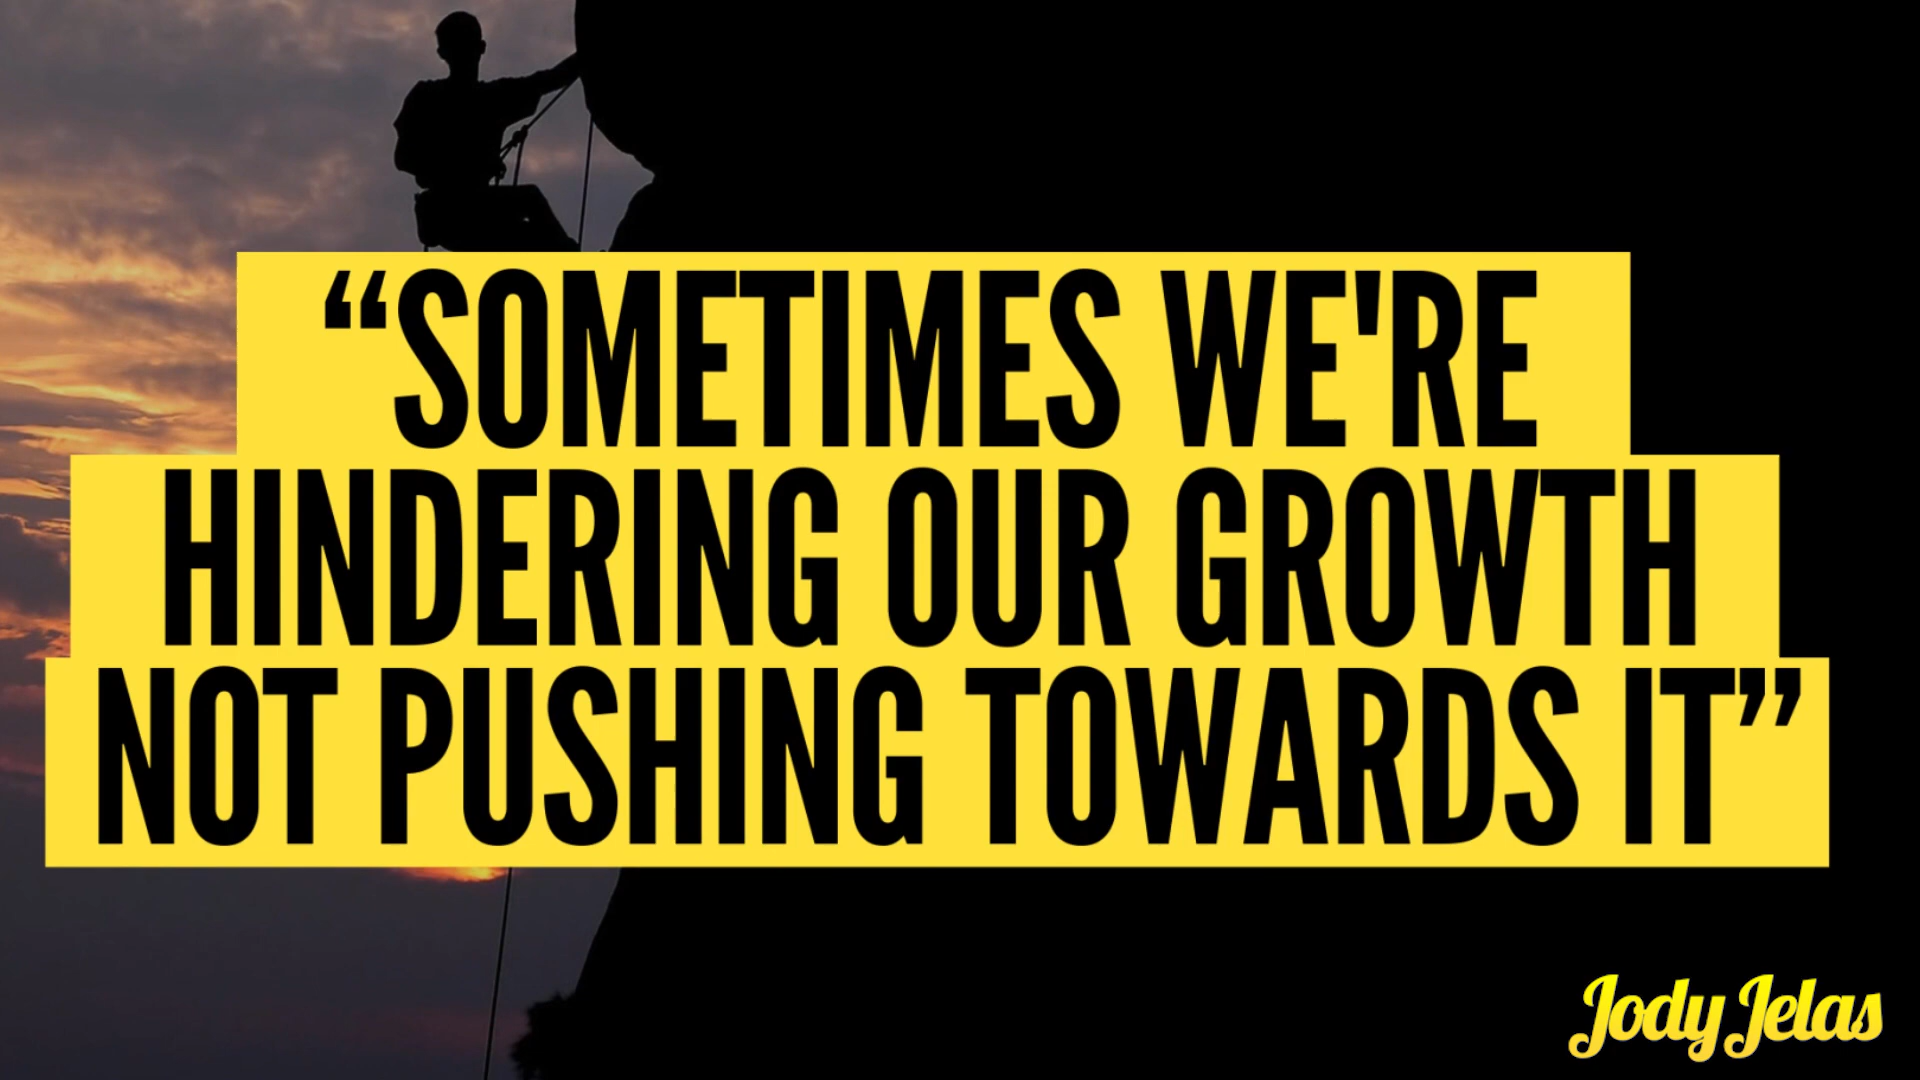 “SOMETIMES WE'RE
HINDERING OUR GROWTH
NOT PUSHING TOWARDS IT”
Jody Jelas